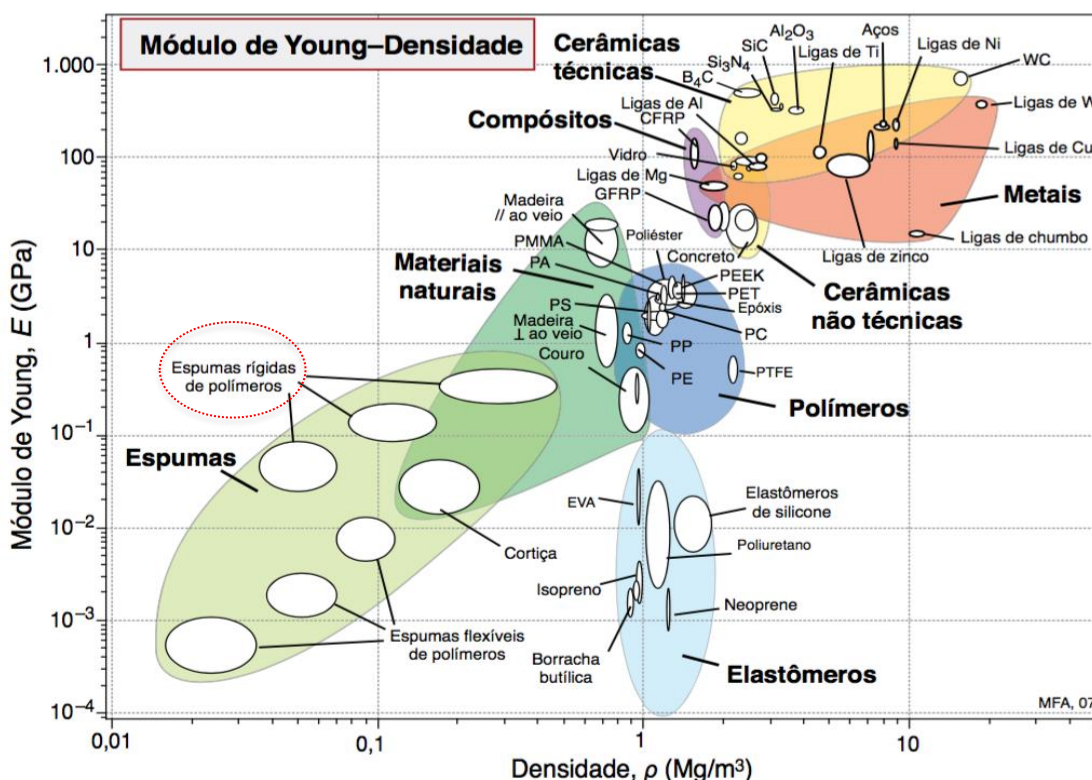 Módulo de Young–Densidade
Módulo de Young, E (GPa)
1.000
100
10
1
10⁻¹
10⁻²
10⁻³
10⁻⁴
Cerâmicas
técnicas
Al₂O₃
SiC
Si₃N₄
B₄C
Aços
Ligas de Ti
Ligas de Ni
WC
Ligas de W
Ligas de Al
CFRP
Compósitos
Vidro
Ligas de Mg
GFRP
Ligas de Cu
Metais
Ligas de chumbo
Ligas de zinco
Madeira
// ao veio
Poliéster
PMMA
Concreto
PA
PEEK
Materiais
naturais
PET
Epóxis
Cerâmicas
não técnicas
PS
PC
Madeira
⊥ ao veio
PP
Couro
PE
PTFE
Polímeros
Espumas rígidas
de polímeros
Espumas
Cortiça
EVA
Elastômeros
de silicone
Poliuretano
Isopreno
Neoprene
Espumas flexíveis
de polímeros
Borracha
butílica
Elastômeros
MFA, 07
0,01
0,1
1
10
Densidade, ρ (Mg/m³)